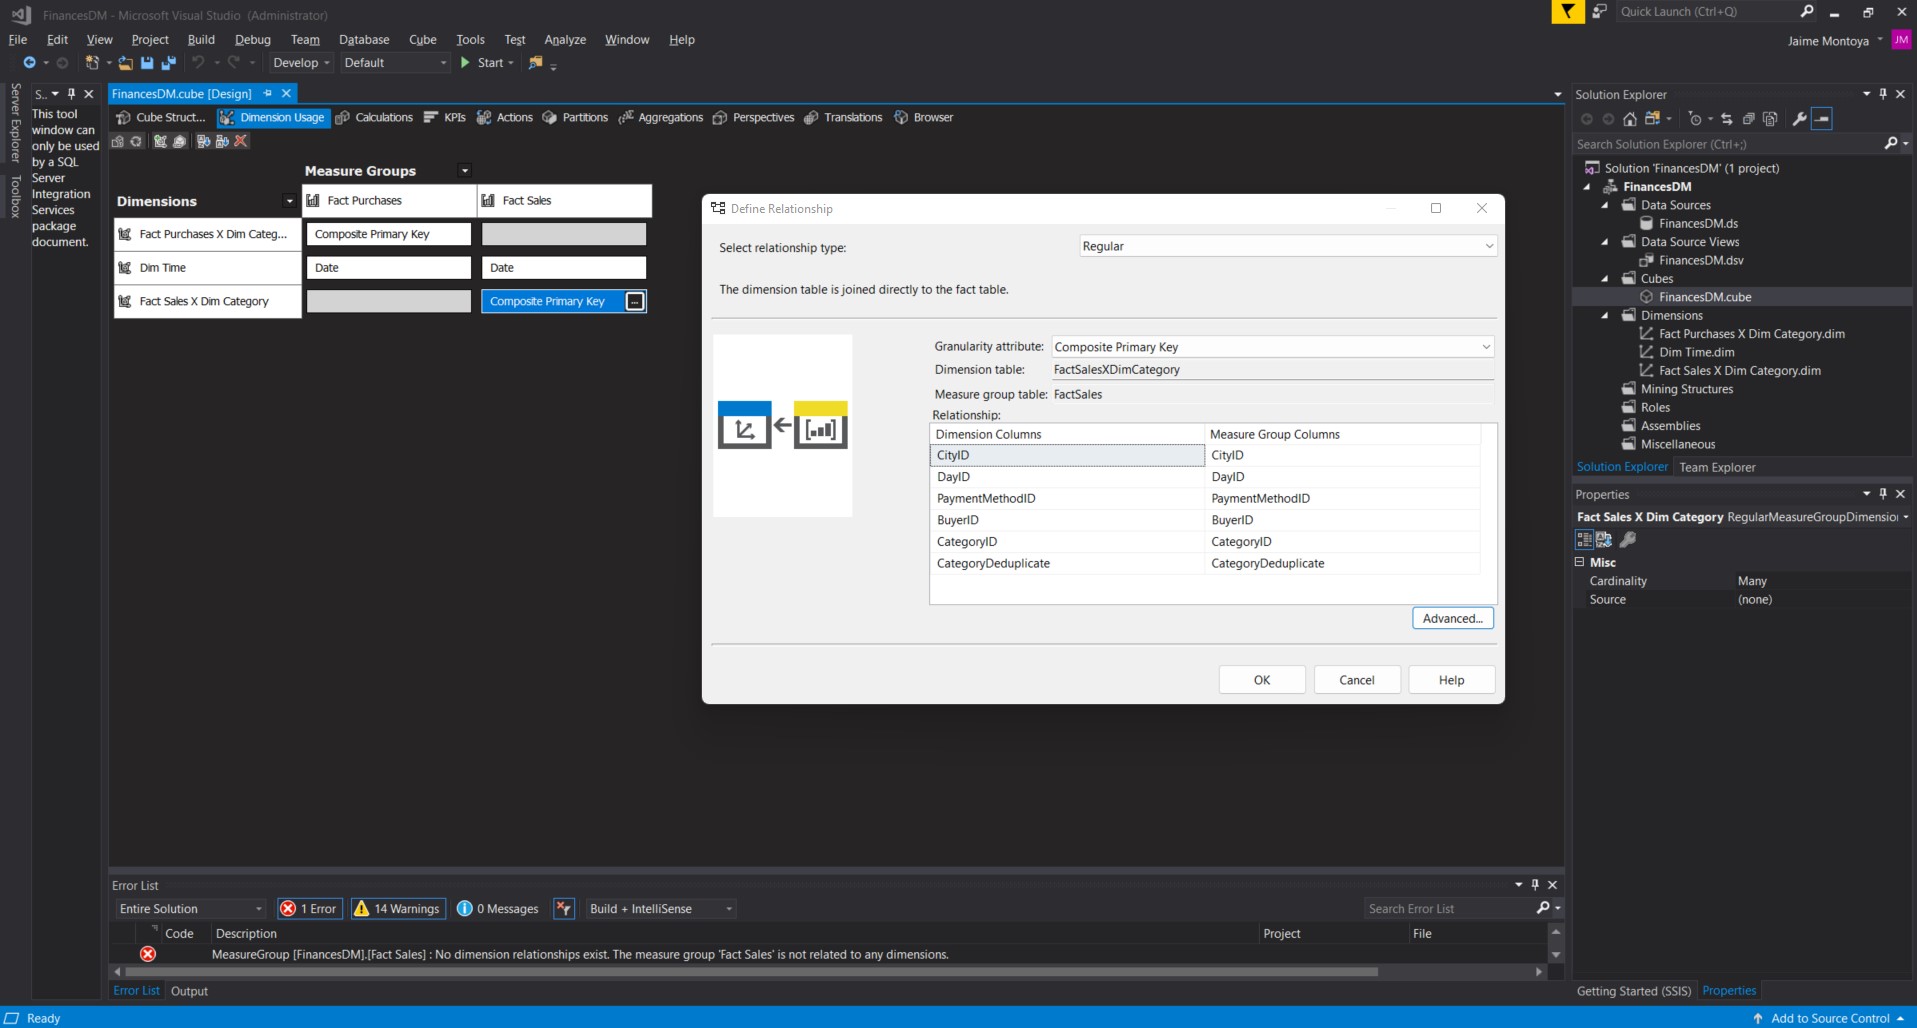 FinancesDM - Microsoft Visual Studio (Administrator)
Quick Launch (Ctrl+Q)
File Edit View Project Build Debug Team Database Cube Tools Test Analyze Window Help
Jaime Montoya JM
Develop Default Start
Server Explorer
Toolbox
S..
This tool
window can
only be used
by a SQL
Server
Integration
Services
package
document.
FinancesDM.cube [Design]
Cube Struct... Dimension Usage Calculations KPIs Actions Partitions Aggregations Perspectives Translations Browser
Measure Groups
Dimensions Fact Purchases Fact Sales
Fact Purchases X Dim Categ... Composite Primary Key
Dim Time Date Date
Fact Sales X Dim Category Composite Primary Key ...
Define Relationship
Select relationship type: Regular
The dimension table is joined directly to the fact table.
Granularity attribute: Composite Primary Key
Dimension table: FactSalesXDimCategory
Measure group table: FactSales
Relationship:
Dimension Columns Measure Group Columns
CityID CityID
DayID DayID
PaymentMethodID PaymentMethodID
BuyerID BuyerID
CategoryID CategoryID
CategoryDeduplicate CategoryDeduplicate
Advanced...
OK Cancel Help
Solution Explorer
Search Solution Explorer (Ctrl+;)
Solution 'FinancesDM' (1 project)
FinancesDM
Data Sources
FinancesDM.ds
Data Source Views
FinancesDM.dsv
Cubes
FinancesDM.cube
Dimensions
Fact Purchases X Dim Category.dim
Dim Time.dim
Fact Sales X Dim Category.dim
Mining Structures
Roles
Assemblies
Miscellaneous
Solution Explorer Team Explorer
Properties
Fact Sales X Dim Category RegularMeasureGroupDimension
Misc
Cardinality Many
Source (none)
Getting Started (SSIS) Properties
Error List
Entire Solution 1 Error 14 Warnings 0 Messages Build + IntelliSense Search Error List
Code Description Project File
MeasureGroup [FinancesDM].[Fact Sales] : No dimension relationships exist. The measure group 'Fact Sales' is not related to any dimensions.
Error List Output
Ready Add to Source Control